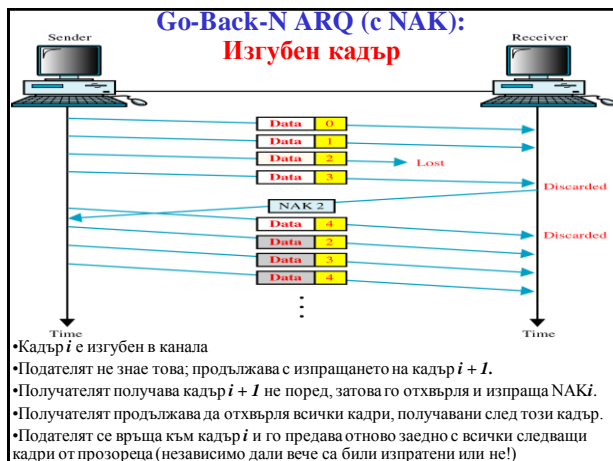 Go-Back-N ARQ (с NAK):
Изгубен кадър
Sender
Receiver
Data 0
Data 1
Data 2
Lost
Data 3
Discarded
NAK 2
Data 4
Discarded
Data 2
Data 3
Data 4
Time
Time
•Кадър i е изгубен в канала
•Подателят не знае това; продължава с изпращането на кадър i + 1.
•Получателят получава кадър i + 1 не поред, затова го отхвърля и изпраща NAKi.
•Получателят продължава да отхвърля всички кадри, получавани след този кадър.
•Подателят се връща към кадър i и го предава отново заедно с всички следващи
кадри от прозореца (независимо дали вече са били изпратени или не!)